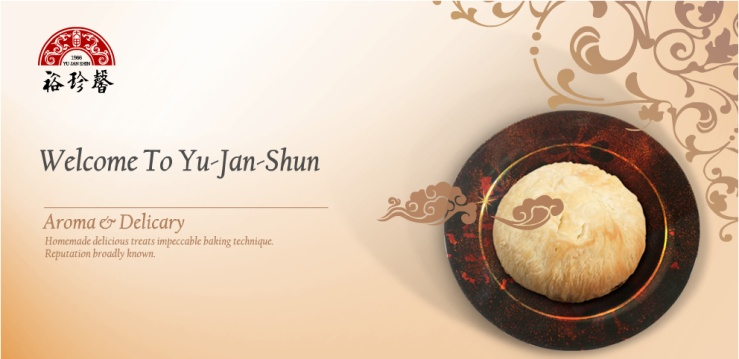 1966
YU JAN SHIN
裕珍馨
Welcome To Yu-Jan-Shun
Aroma & Delicary
Homemade delicious treats impeccable baking technique.
Reputation broadly known.